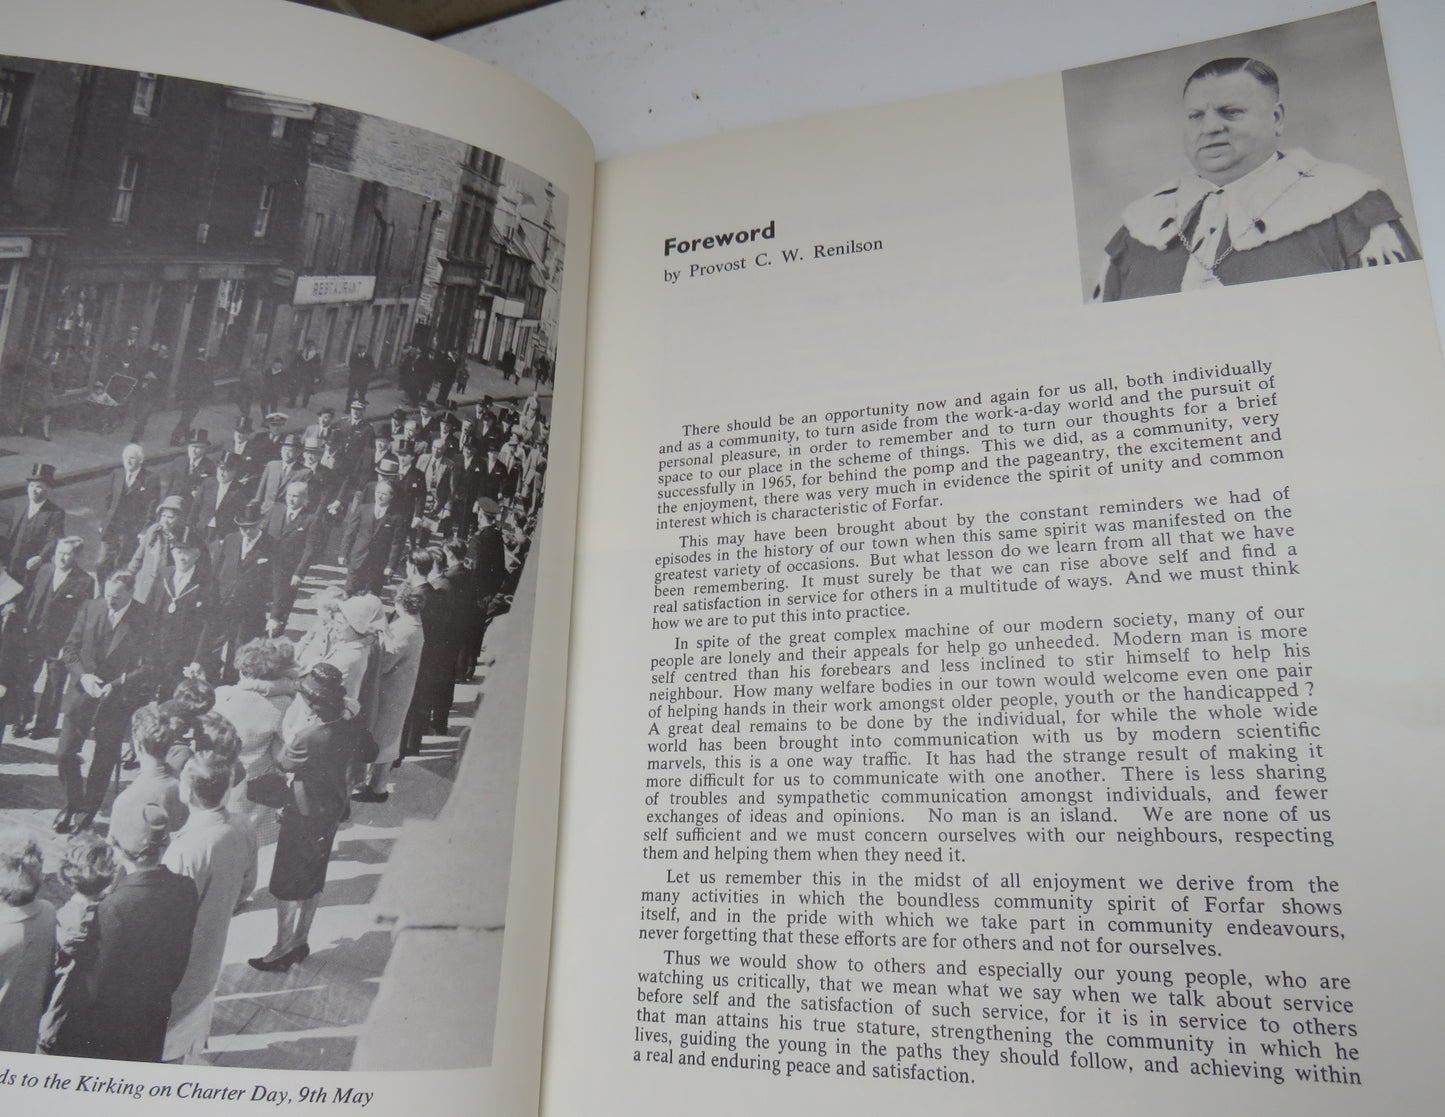 RESTAURANT
ds to the Kirking on Charter Day, 9th May
Foreword
by Provost C. W. Renilson
There should be an opportunity now and again for us all, both individually
and as a community, to turn aside from the work-a-day world and the pursuit of
personal pleasure, in order to remember and to turn our thoughts for a brief
space to our place in the scheme of things. This we did, as a community, very
successfully in 1965, for behind the pomp and the pageantry, the excitement and
the enjoyment, there was very much in evidence the spirit of unity and common
interest which is characteristic of Forfar.
This may have been brought about by the constant reminders we had of
episodes in the history of our town when this same spirit was manifested on the
greatest variety of occasions. But what lesson do we learn from all that we have
been remembering. It must surely be that we can rise above self and find a
real satisfaction in service for others in a multitude of ways. And we must think
how we are to put this into practice.
In spite of the great complex machine of our modern society, many of our
people are lonely and their appeals for help go unheeded. Modern man is more
self centred than his forebears and less inclined to stir himself to help his
neighbour. How many welfare bodies in our town would welcome even one pair
of helping hands in their work amongst older people, youth or the handicapped ?
A great deal remains to be done by the individual, for while the whole wide
world has been brought into communication with us by modern scientific
marvels, this is a one way traffic. It has had the strange result of making it
more difficult for us to communicate with one another. There is less sharing
of troubles and sympathetic communication amongst individuals, and fewer
exchanges of ideas and opinions. No man is an island. We are none of us
self sufficient and we must concern ourselves with our neighbours, respecting
them and helping them when they need it.
Let us remember this in the midst of all enjoyment we derive from the
many activities in which the boundless community spirit of Forfar shows
itself, and in the pride with which we take part in community endeavours,
never forgetting that these efforts are for others and not for ourselves.
Thus we would show to others and especially our young people, who are
watching us critically, that we mean what we say when we talk about service
before self and the satisfaction of such service, for it is in service to others
that man attains his true stature, strengthening the community in which he
lives, guiding the young in the paths they should follow, and achieving within
a real and enduring peace and satisfaction.